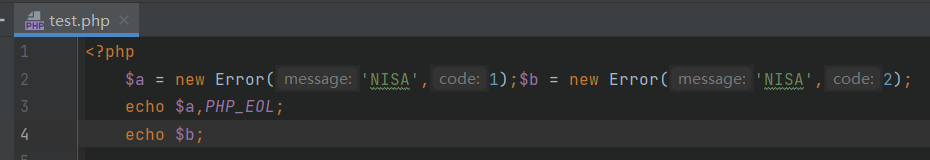 test.php
1 <?php
2 $a = new Error( message: 'NISA', code: 1);$b = new Error( message: 'NISA', code: 2);
3 echo $a,PHP_EOL;
4 echo $b;